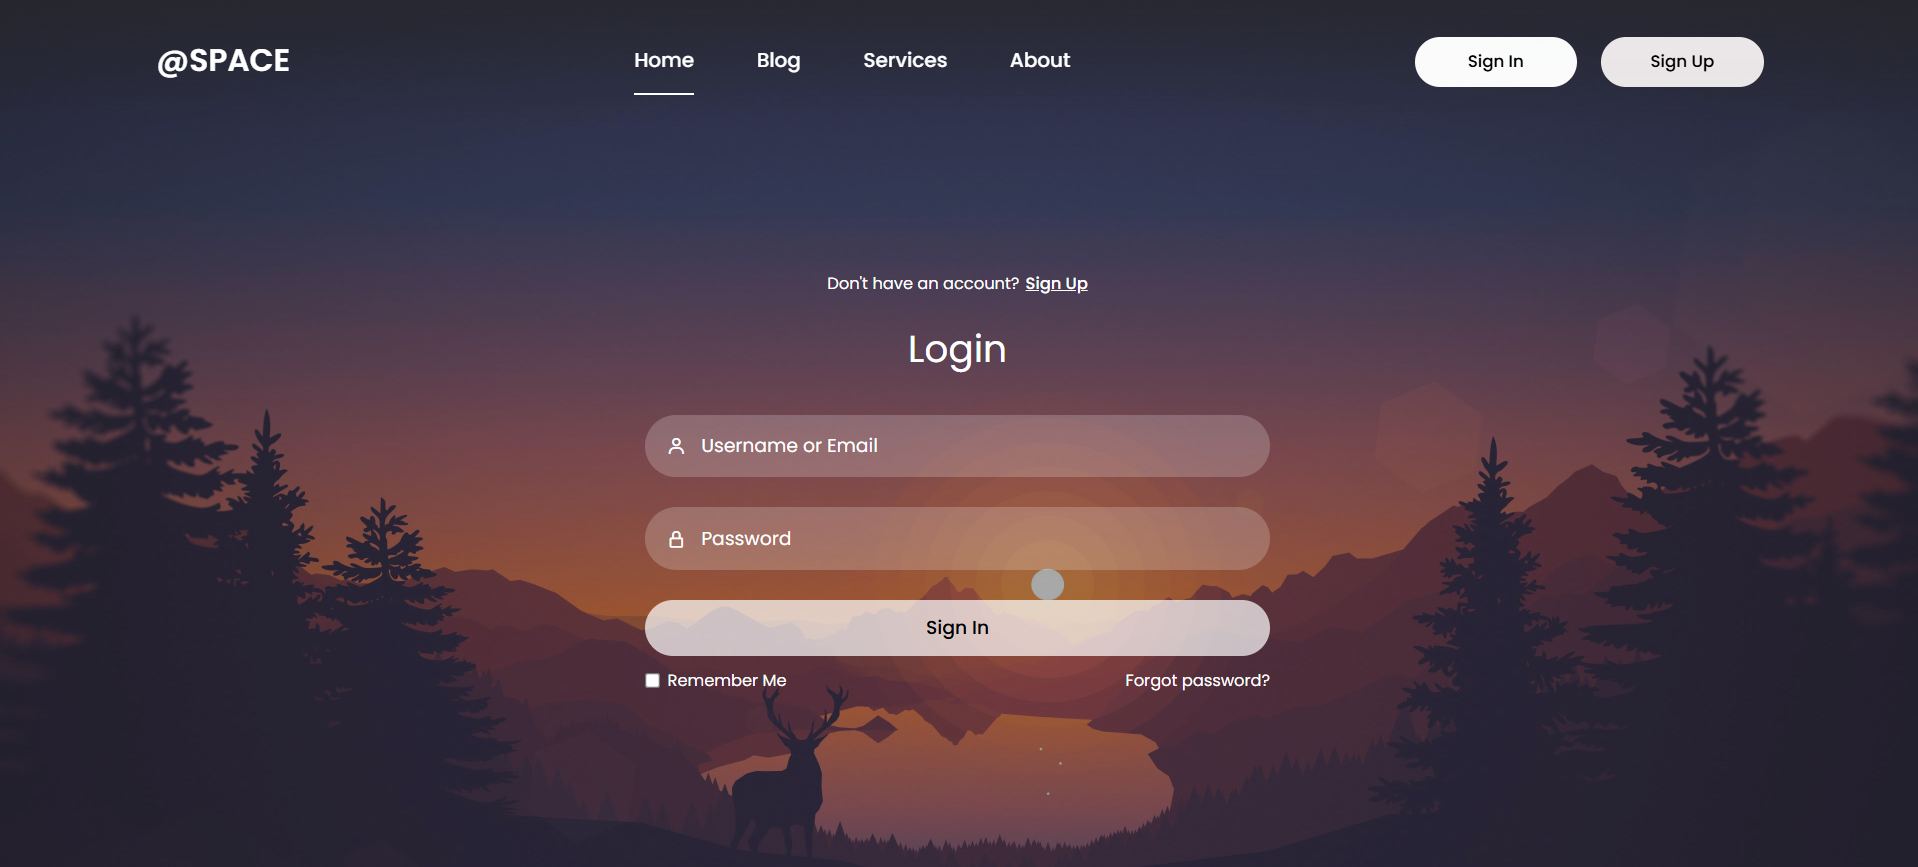 @SPACE
Home Blog Services About
Sign In Sign Up
Don't have an account? Sign Up
Login
Username or Email
Password
Sign In
Remember Me Forgot password?